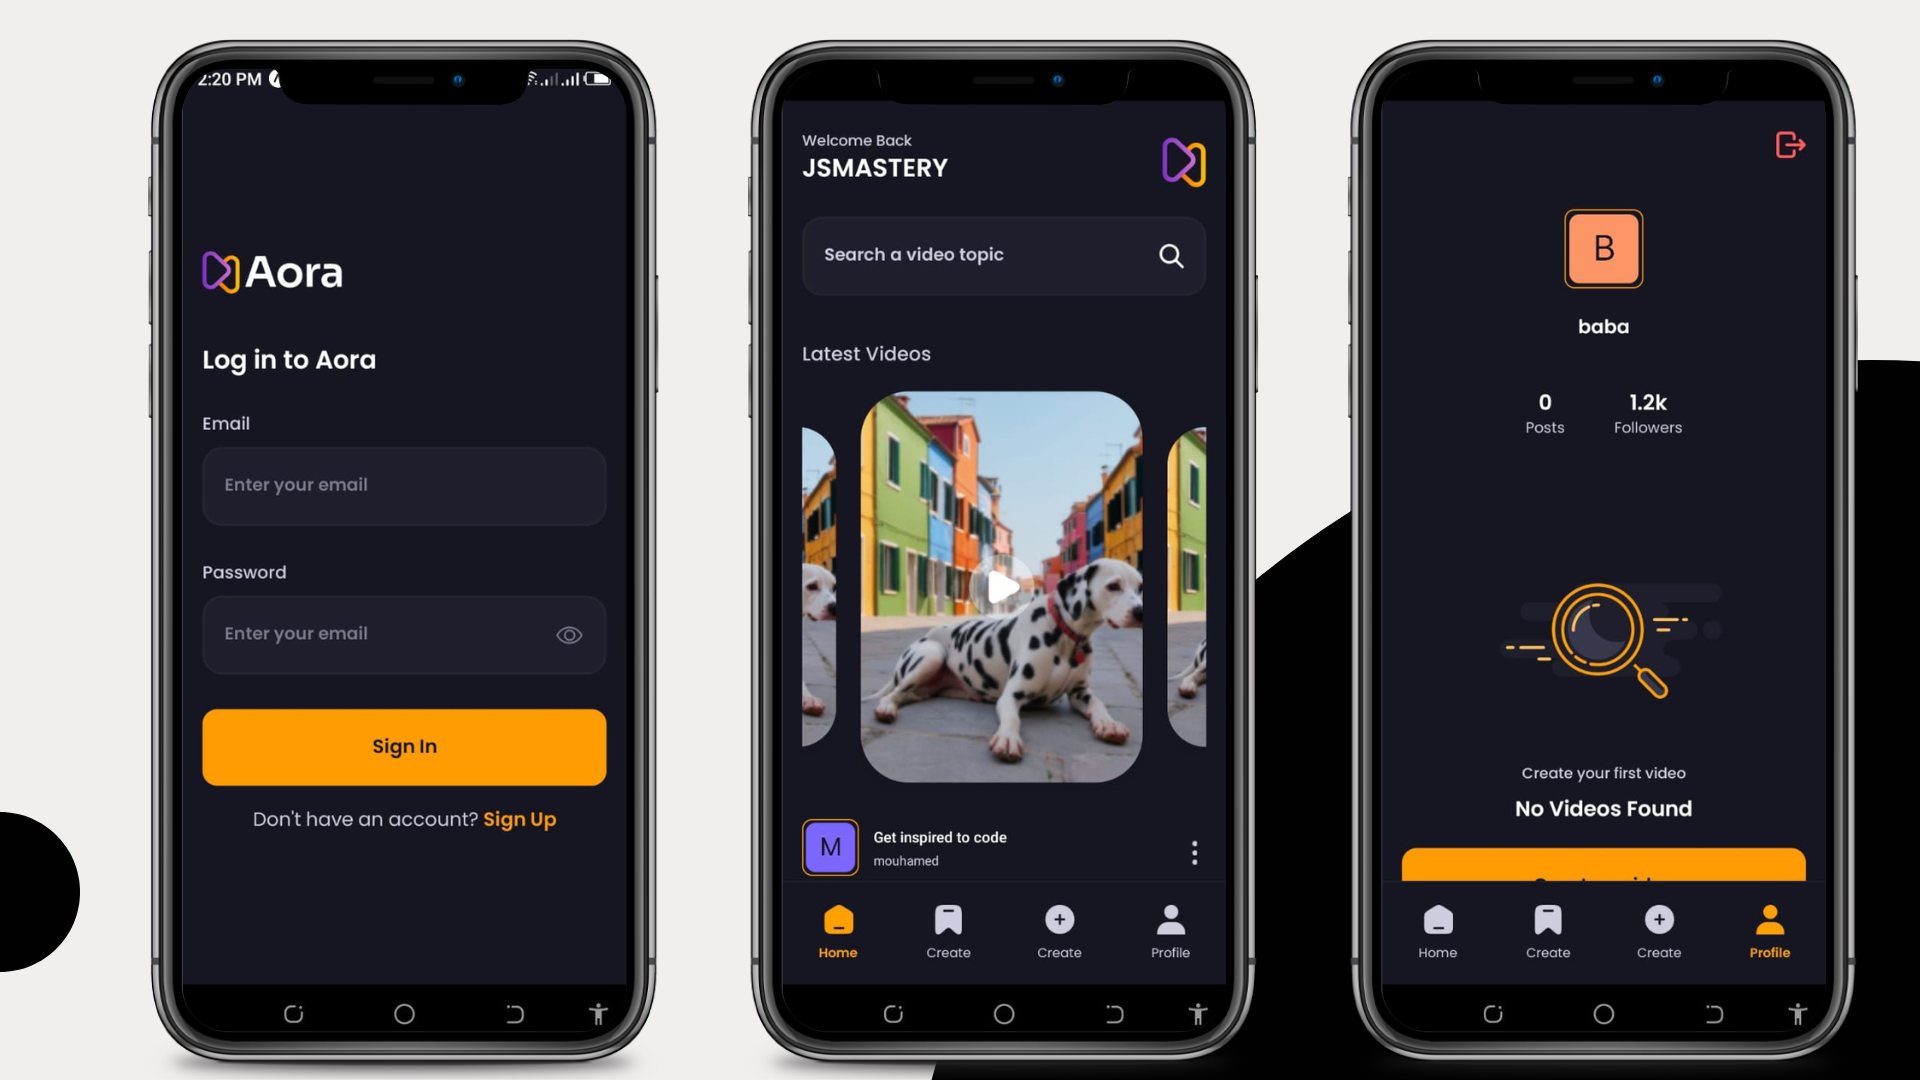 2:20 PM
Aora
Log in to Aora
Email
Enter your email
Password
Enter your email
Sign In
Don't have an account? Sign Up
Welcome Back
JSMASTERY
Search a video topic
Latest Videos
M
Get inspired to code
mouhamed
Home
Create
Create
Profile
B
baba
0
Posts
1.2k
Followers
Create your first video
No Videos Found
Home
Create
Create
Profile